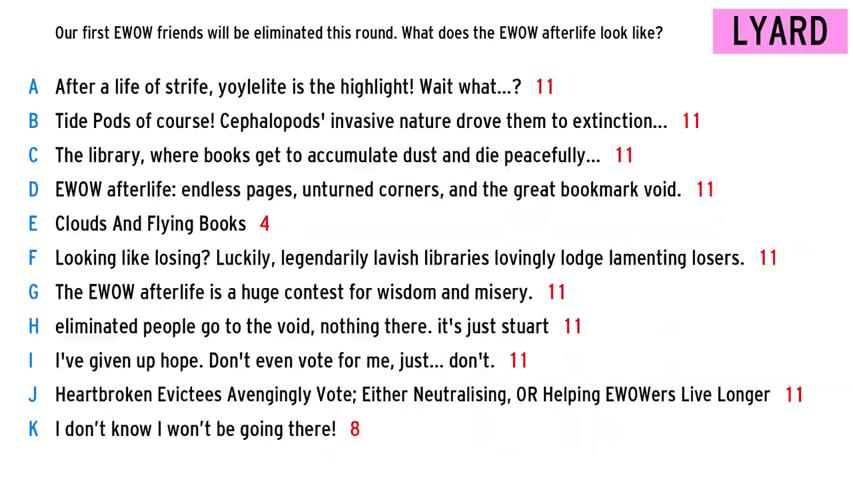 Our first EWOW friends will be eliminated this round. What does the EWOW afterlife look like?
LYARD
A After a life of strife, yoylelite is the highlight! Wait what...? 11
B Tide Pods of course! Cephalopods' invasive nature drove them to extinction... 11
C The library, where books get to accumulate dust and die peacefully... 11
D EWOW afterlife: endless pages, unturned corners, and the great bookmark void. 11
E Clouds And Flying Books 4
F Looking like losing? Luckily, legendarily lavish libraries lovingly lodge lamenting losers. 11
G The EWOW afterlife is a huge contest for wisdom and misery. 11
H eliminated people go to the void, nothing there. it's just stuart 11
I I've given up hope. Don't even vote for me, just... don't. 11
J Heartbroken Evictees Avengingly Vote; Either Neutralising, OR Helping EWOWers Live Longer 11
K I don’t know I won’t be going there! 8